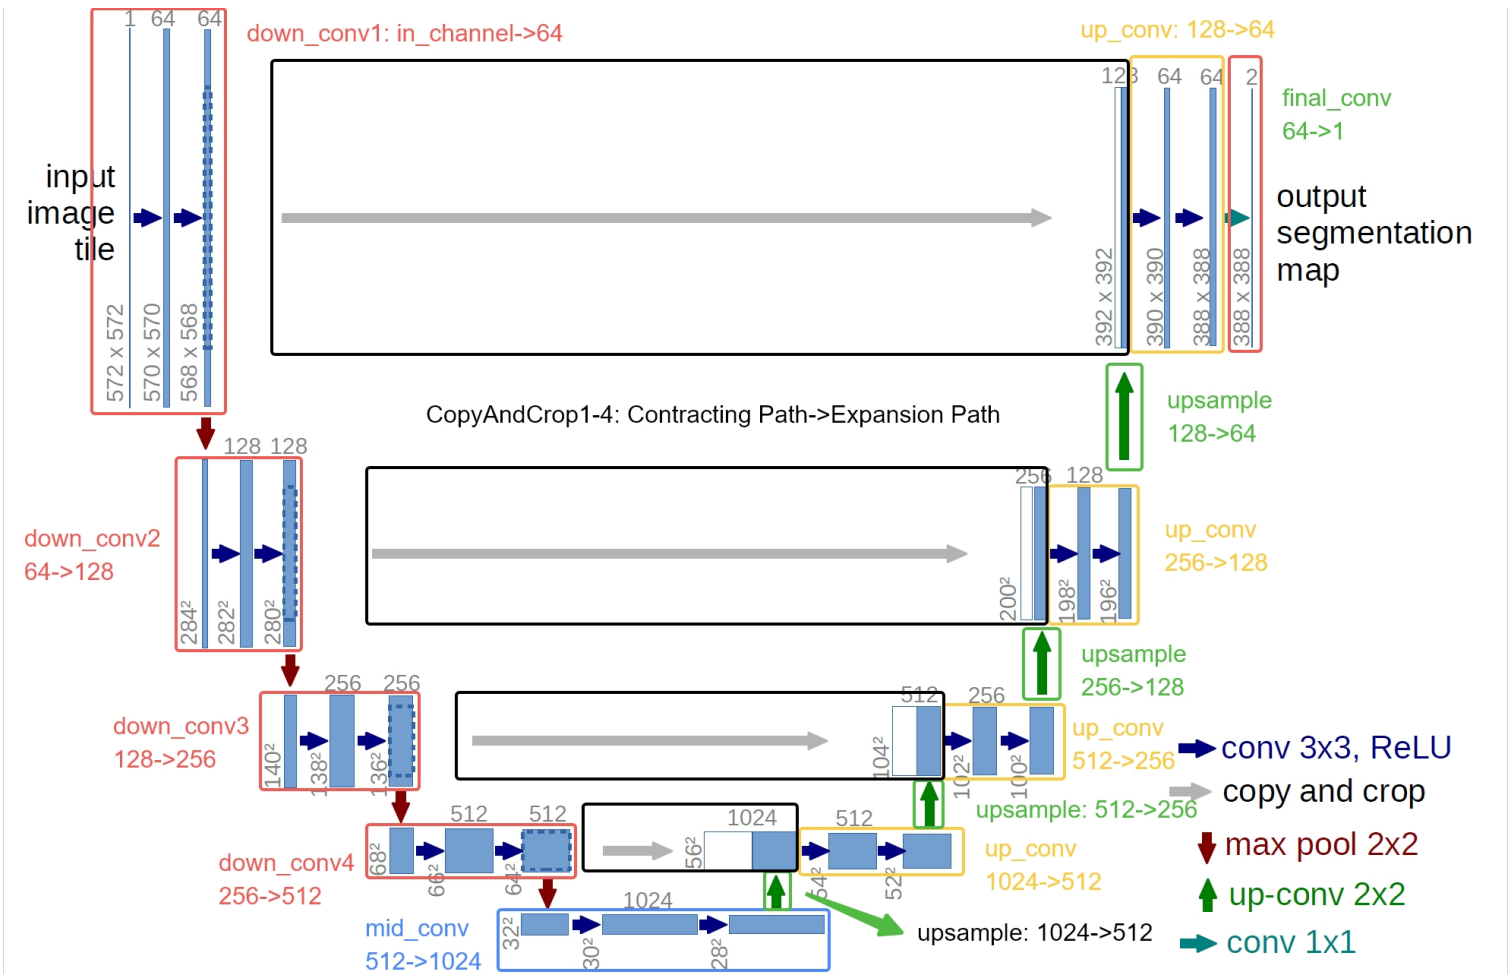 1 64 64
down_conv1: in_channel->64
up_conv: 128->64
128 64 64 2
final_conv
64->1
input
image
tile
output
segmentation
map
572 x 572
570 x 570
568 x 568
392 x 392
390 x 390
388 x 388
388 x 388
CopyAndCrop1-4: Contracting Path->Expansion Path
upsample
128->64
128 128
256 128
down_conv2
64->128
up_conv
256->128
284²
282²
280²
200²
198²
196²
upsample
256->128
256 256
512 256
down_conv3
128->256
up_conv
512->256
140²
138²
136²
104²
102²
100²
conv 3x3, ReLU
copy and crop
max pool 2x2
up-conv 2x2
conv 1x1
upsample: 512->256
512 512
1024 512
down_conv4
256->512
up_conv
1024->512
68²
66²
64²
56²
54²
52²
1024
mid_conv
512->1024
32²
30²
28²
upsample: 1024->512